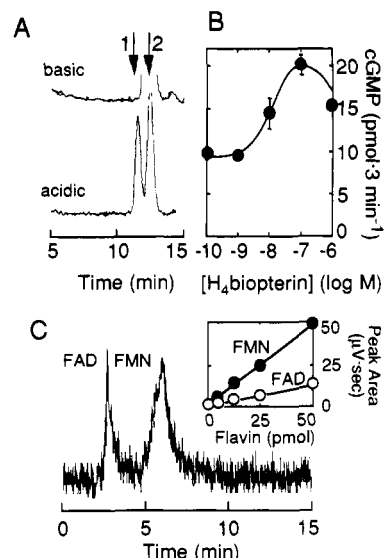 A
1 2
basic
acidic
5 10 15
Time (min)
B
20
15
10
5
0
cGMP (pmol·3 min⁻¹)
-10 -9 -8 -7 -6
[H₄biopterin] (log M)
C
FAD FMN
FMN
FAD
50
25
0
Peak Area (µV·sec)
0 25 50
Flavin (pmol)
0 5 10 15
Time (min)